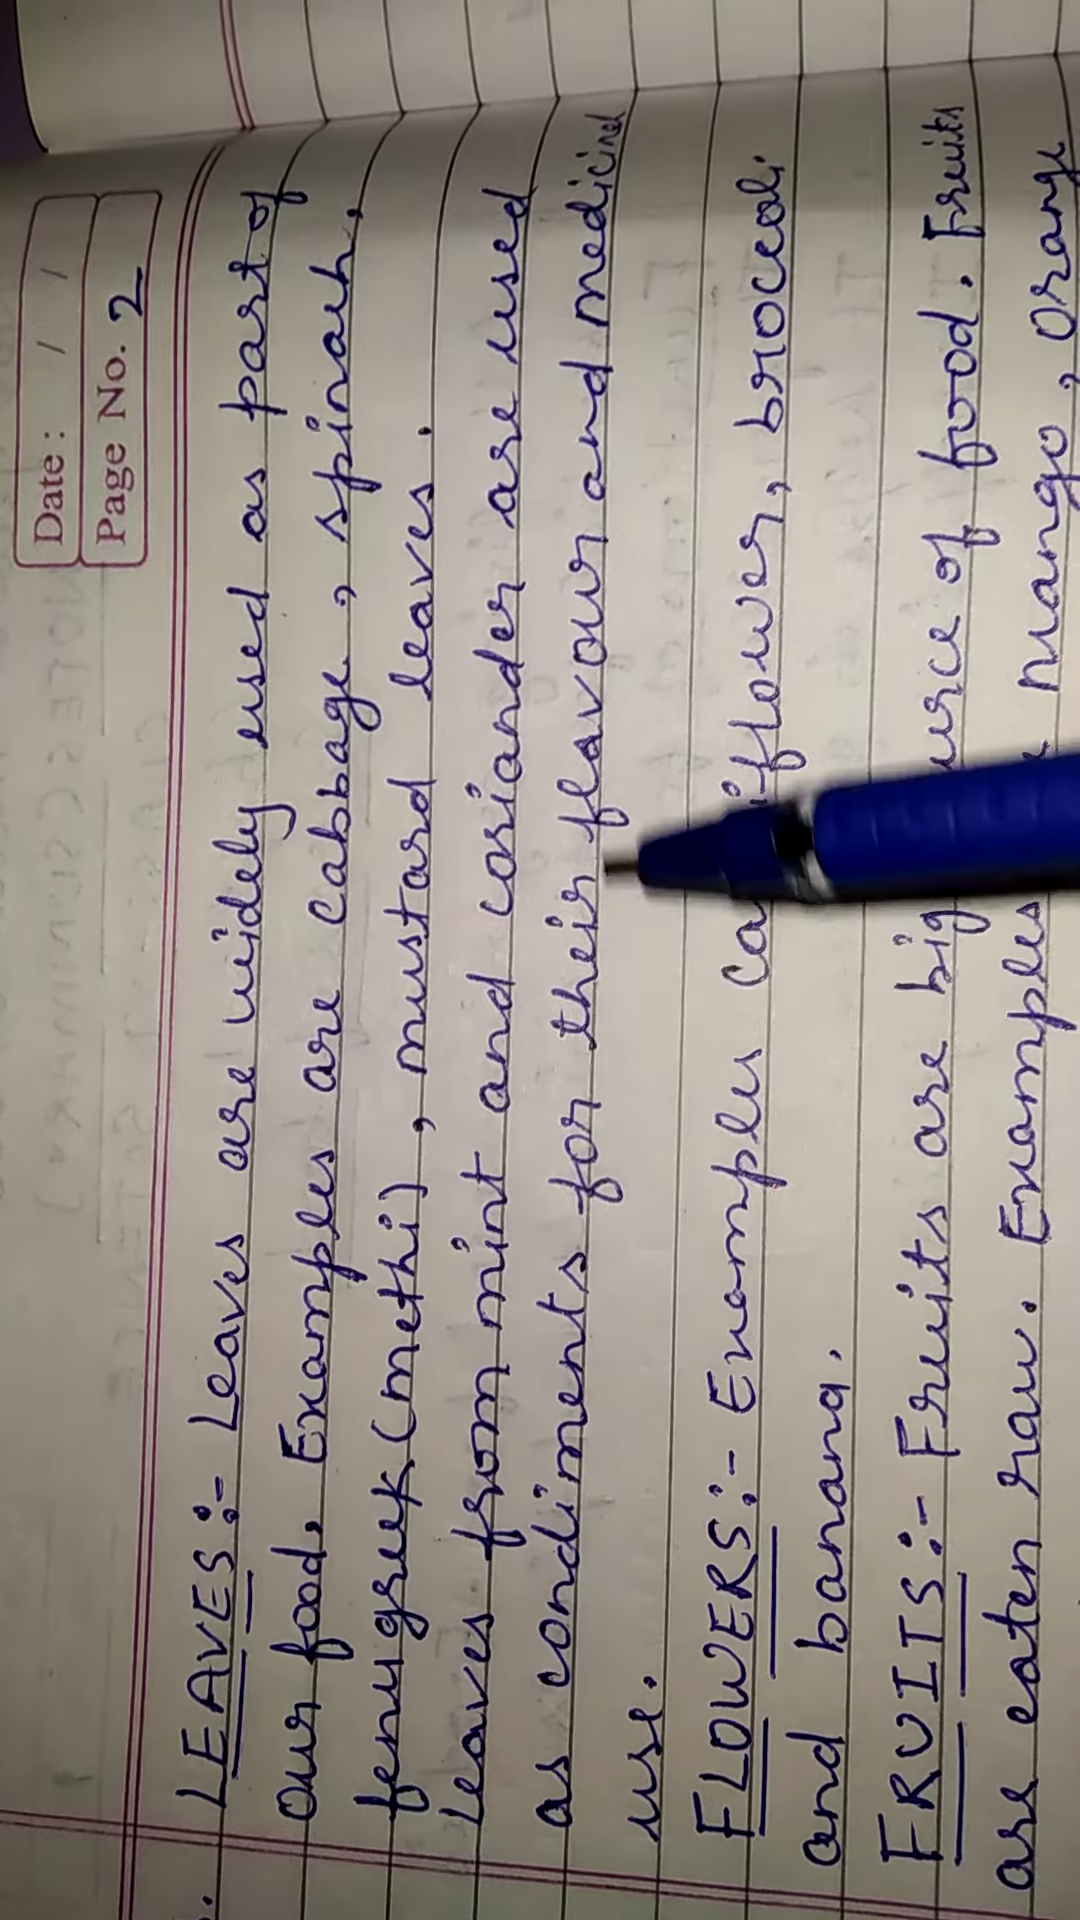 Date: / /
Page No. 2
LEAVES:- Leaves are widely used as part of
our food. Examples are cabbage, spinach,
fenugreek (methi), mustard leaves.
Leaves from mint and coriander are used
as condiments for their flavour and medicinal
use.
FLOWERS:- Examples flower, broccoli
and banana.
FRUITS:- Fruits are big of food. Fruits
are eaten raw. Examples mango, orange